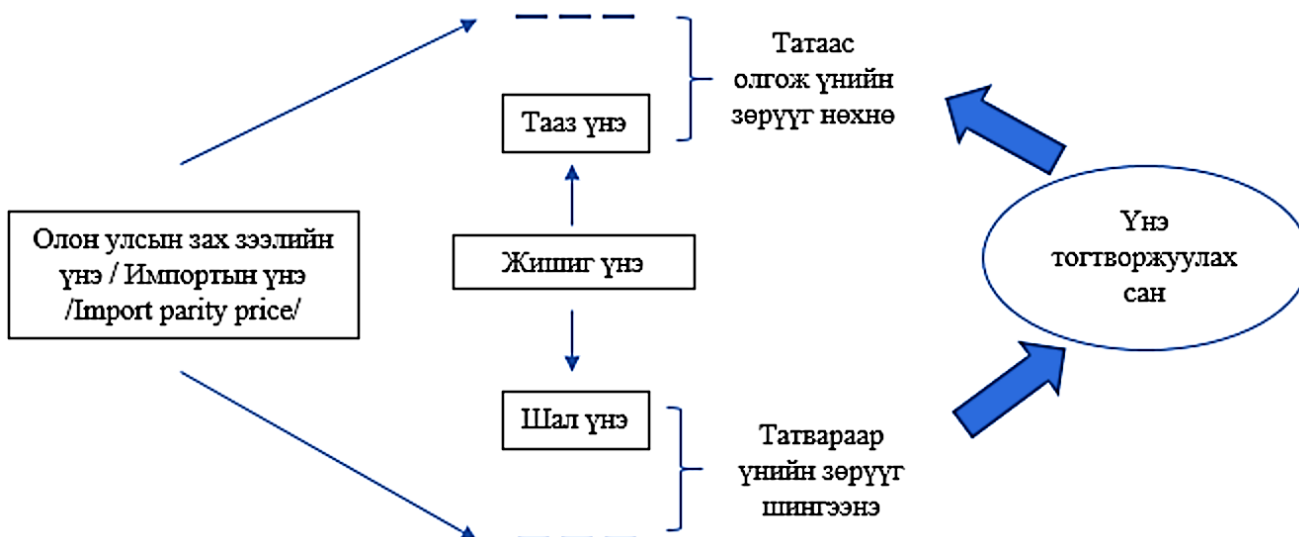 Татаас
олгож үнийн
зөрүүг нөхнө
Тааз үнэ
Олон улсын зах зээлийн
үнэ / Импортын үнэ
/Import parity price/
Жишиг үнэ
Үнэ
тогтворжуулах
сан
Шал үнэ
Татвараар
үнийн зөрүүг
шингээнэ